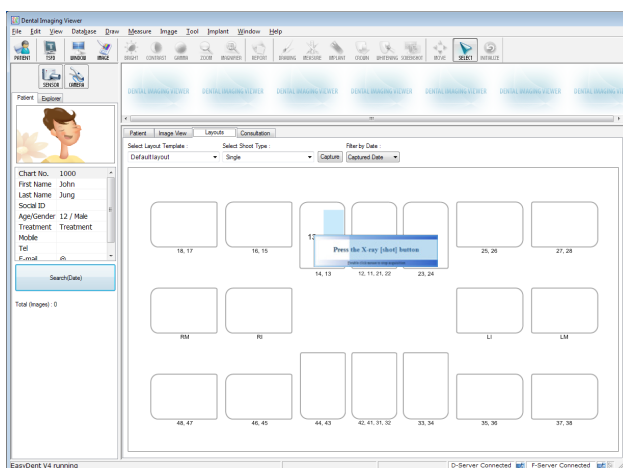 Dental Imaging Viewer
File Edit View Database Draw Measure Image Tool Implant Window Help
PATIENT TSFD WINDOW IMAGE BRIGHT CONTRAST GAMMA ZOOM MAGNIFIER REPORT DRAWING MEASURE IMPLANT CROWN WHITENING SCREENSHOT MOVE SELECT INITIALIZE
SENSOR CAMERA
DENTAL IMAGING VIEWER DENTAL IMAGING VIEWER DENTAL IMAGING VIEWER DENTAL IMAGING VIEWER DENTAL IMAGING VIEWER DENTAL IMAGING VIEWER DENTAL IMAGING VIEWER
Patient Explorer
Patient Image View Layouts Consultation
Select Layout Template : Select Shoot Type : Filter by Date :
Default layout Single Capture Captured Date
Chart No. 1000
First Name John
Last Name Jung
Social ID
Age/Gender 12 / Male
Treatment Treatment
Mobile
Tel
E-mail @
Search(Date)
Total (Images) : 0
Press the X-ray [shot] button
18, 17 16, 15 14, 13 12, 11, 21, 22 23, 24 25, 26 27, 28
RM RI LI LM
48, 47 46, 45 44, 43 42, 41, 31, 32 33, 34 35, 36 37, 38
EasyDent V4 running D-Server Connected F-Server Connected